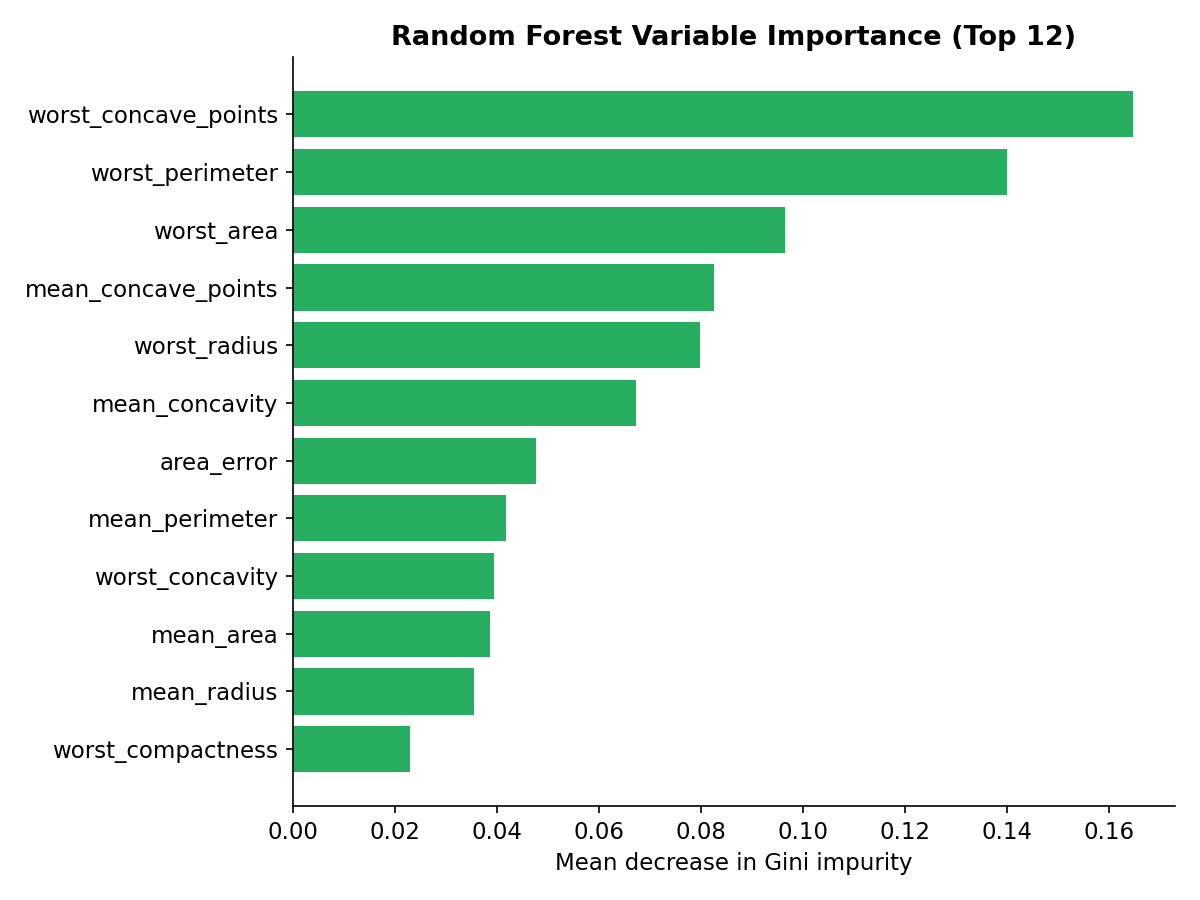 Random Forest Variable Importance (Top 12)
worst_concave_points
worst_perimeter
worst_area
mean_concave_points
worst_radius
mean_concavity
area_error
mean_perimeter
worst_concavity
mean_area
mean_radius
worst_compactness
0.00 0.02 0.04 0.06 0.08 0.10 0.12 0.14 0.16
Mean decrease in Gini impurity